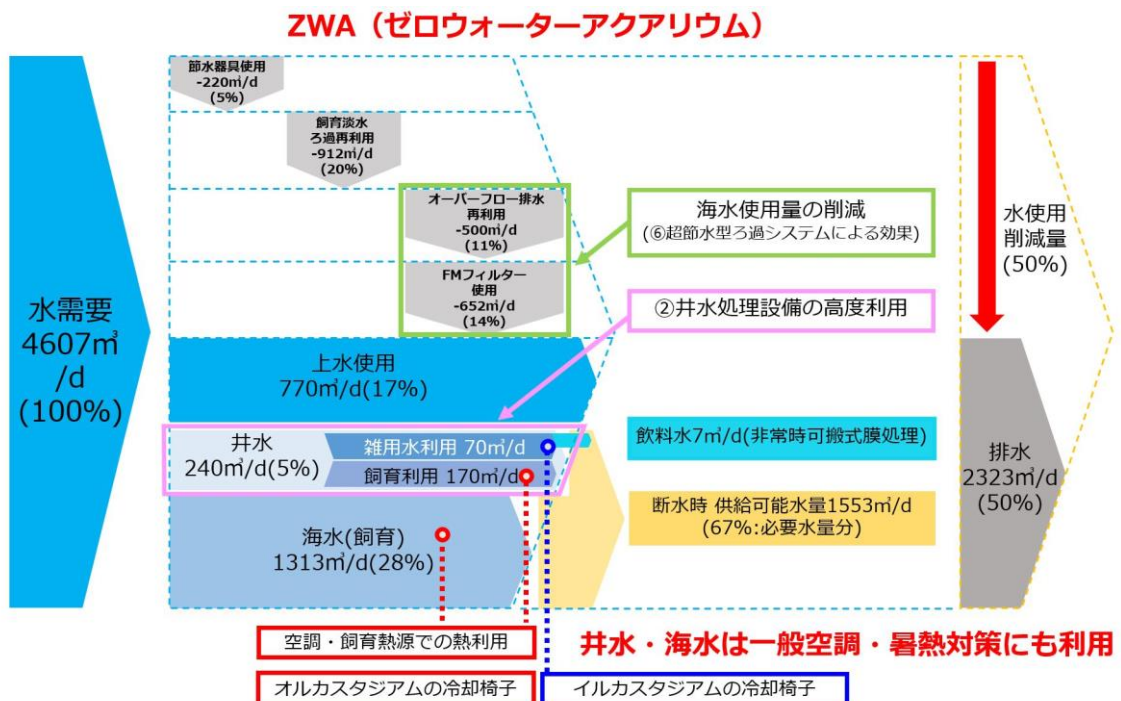 ZWA（ゼロウォーターアクアリウム）
節水器具使用
-220㎥/d
(5%)
飼育淡水
ろ過再利用
-912㎥/d
(20%)
オーバーフロー排水
再利用
-500㎥/d
(11%)
FMフィルター
使用
-652㎥/d
(14%)
海水使用量の削減
(⑥超節水型ろ過システムによる効果)
②井水処理設備の高度利用
水使用
削減量
(50%)
水需要
4607㎥
/d
(100%)
上水使用
770㎥/d(17%)
井水
240㎥/d(5%)
雑用水利用 70㎥/d
飼育利用 170㎥/d
飲料水7㎥/d(非常時可搬式膜処理)
断水時 供給可能水量1553㎥/d
(67%:必要水量分)
排水
2323㎥/d
(50%)
海水(飼育)
1313㎥/d(28%)
空調・飼育熱源での熱利用
井水・海水は一般空調・暑熱対策にも利用
オルカスタジアムの冷却椅子
イルカスタジアムの冷却椅子